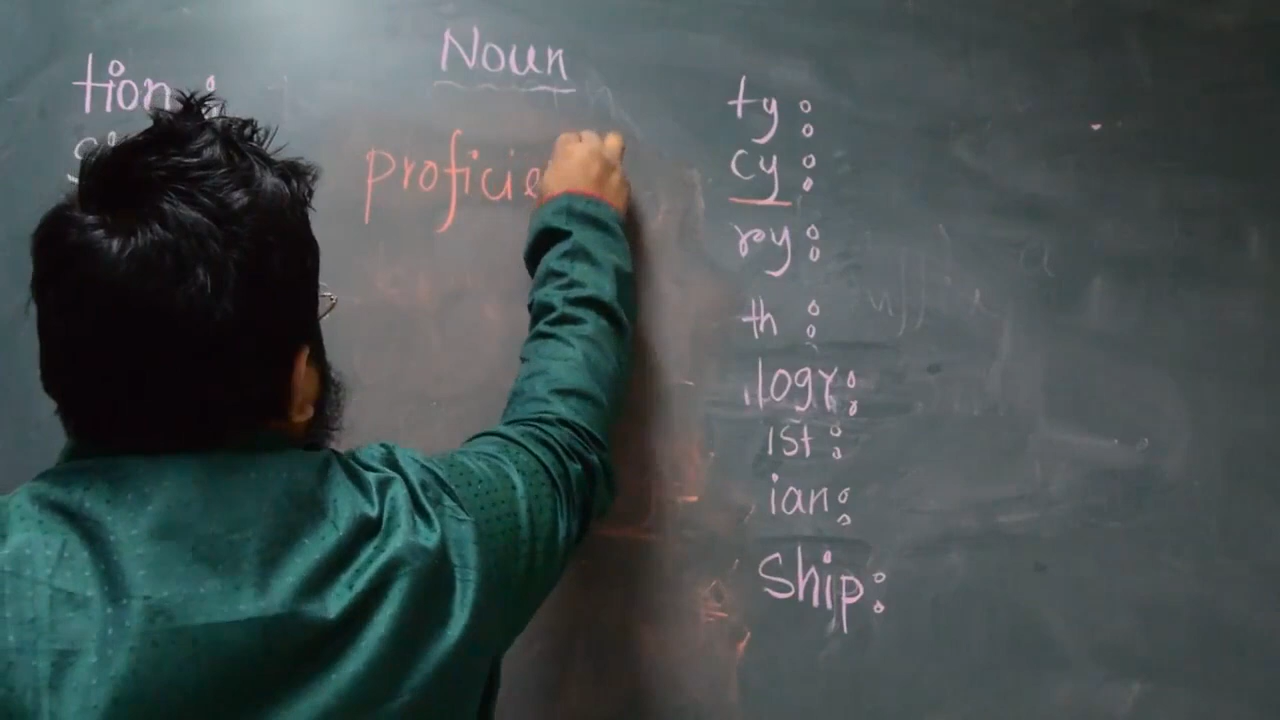 Noun
tion :
proficie
ty :
cy :
ry :
th :
logy :
ist :
ian :
Ship :